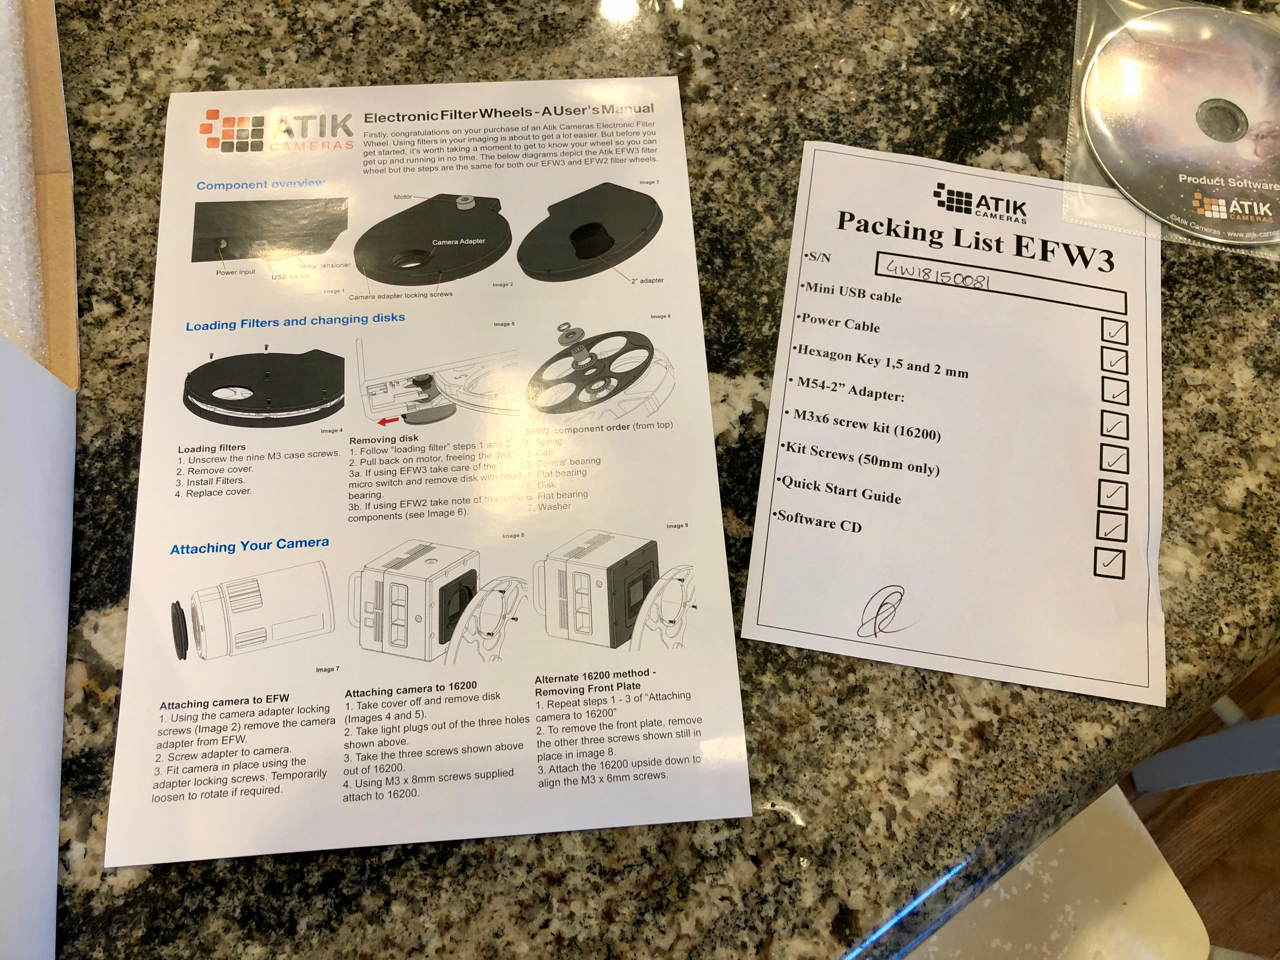 ATIK
CAMERAS
Electronic Filter Wheels - A User's Manual
Firstly, congratulations on your purchase of an Atik Cameras Electronic Filter
Wheel. Using filters in your imaging is about to get a lot easier. But before you
get started, it's worth taking a moment to get to know your wheel so you can
get up and running in no time. The below diagrams depict the Atik EFW3 filter
wheel but the steps are the same for both our EFW3 and EFW2 filter wheels.
Component overview
Motor
Camera Adapter
Power input
Motor tensioner
USB
Camera adapter locking screws
2" adapter
Image 1
Image 2
Image 3
Loading Filters and changing disks
Image 4
Image 5
Image 6
Loading filters
1. Unscrew the nine M3 case screws.
2. Remove cover.
3. Install Filters.
4. Replace cover.
Removing disk
1. Follow "loading filter" steps 1 and 2.
2. Pull back on motor, freeing the disk.
3a. If using EFW3 take care of the
micro switch and remove disk with
bearing.
3b. If using EFW2 take note of the
components (see Image 6).
EFW2 component order (from top)
1. Spring
2. Cap
3. Central bearing
4. Flat bearing
5. Disk
6. Flat bearing
7. Washer
Attaching Your Camera
Image 7
Image 8
Image 9
Attaching camera to EFW
1. Using the camera adapter locking
screws (Image 2) remove the camera
adapter from EFW.
2. Screw adapter to camera.
3. Fit camera in place using the
adapter locking screws. Temporarily
loosen to rotate if required.
Attaching camera to 16200
1. Take cover off and remove disk
(Images 4 and 5).
2. Take light plugs out of the three holes
shown above.
3. Take the three screws shown above
out of 16200.
4. Using M3 x 8mm screws supplied
attach to 16200.
Alternate 16200 method -
Removing Front Plate
1. Repeat steps 1 - 3 of "Attaching
camera to 16200"
2. To remove the front plate, remove
the other three screws shown still in
place in image 8.
3. Attach the 16200 upside down to
align the M3 x 6mm screws.
ATIK
CAMERAS
Packing List EFW3
•S/N 4W18150081
•Mini USB cable
•Power Cable
•Hexagon Key 1,5 and 2 mm
• M54-2" Adapter:
• M3x6 screw kit (16200)
•Kit Screws (50mm only)
•Quick Start Guide
•Software CD
Product Software
ATIK
CAMERAS
©Atik Cameras - www.atik-came